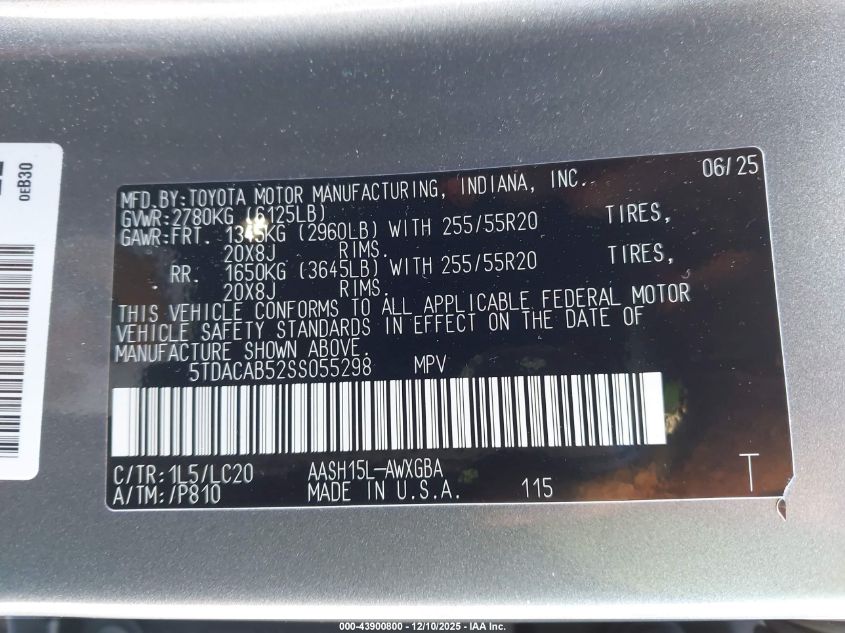 0EB30
06/25
MFD.BY:TOYOTA MOTOR MANUFACTURING, INDIANA, INC.
GVWR:2780KG (6125LB)
GAWR:FRT. 1345KG (2960LB) WITH 255/55R20 TIRES,
20X8J RIMS.
RR. 1650KG (3645LB) WITH 255/55R20 TIRES,
20X8J RIMS.
THIS VEHICLE CONFORMS TO ALL APPLICABLE FEDERAL MOTOR
VEHICLE SAFETY STANDARDS IN EFFECT ON THE DATE OF
MANUFACTURE SHOWN ABOVE.
5TDACAB52SS055298 MPV
C/TR:1L5/LC20 AASH15L-AWXGBA
A/TM:/P810 MADE IN U.S.A. 115 T
000-43900800 - 12/10/2025 - IAA Inc.